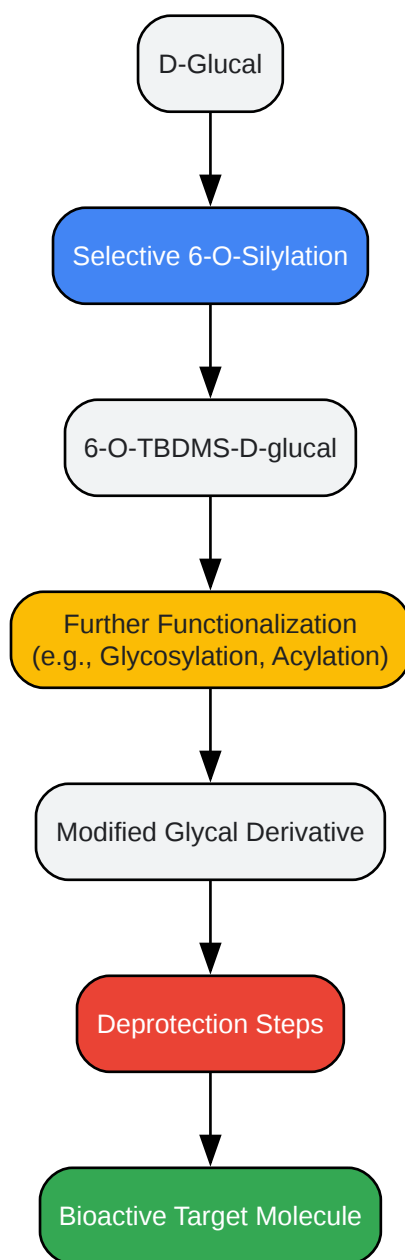 D-Glucal
Selective 6-O-Silylation
6-O-TBDMS-D-glucal
Further Functionalization
(e.g., Glycosylation, Acylation)
Modified Glycal Derivative
Deprotection Steps
Bioactive Target Molecule